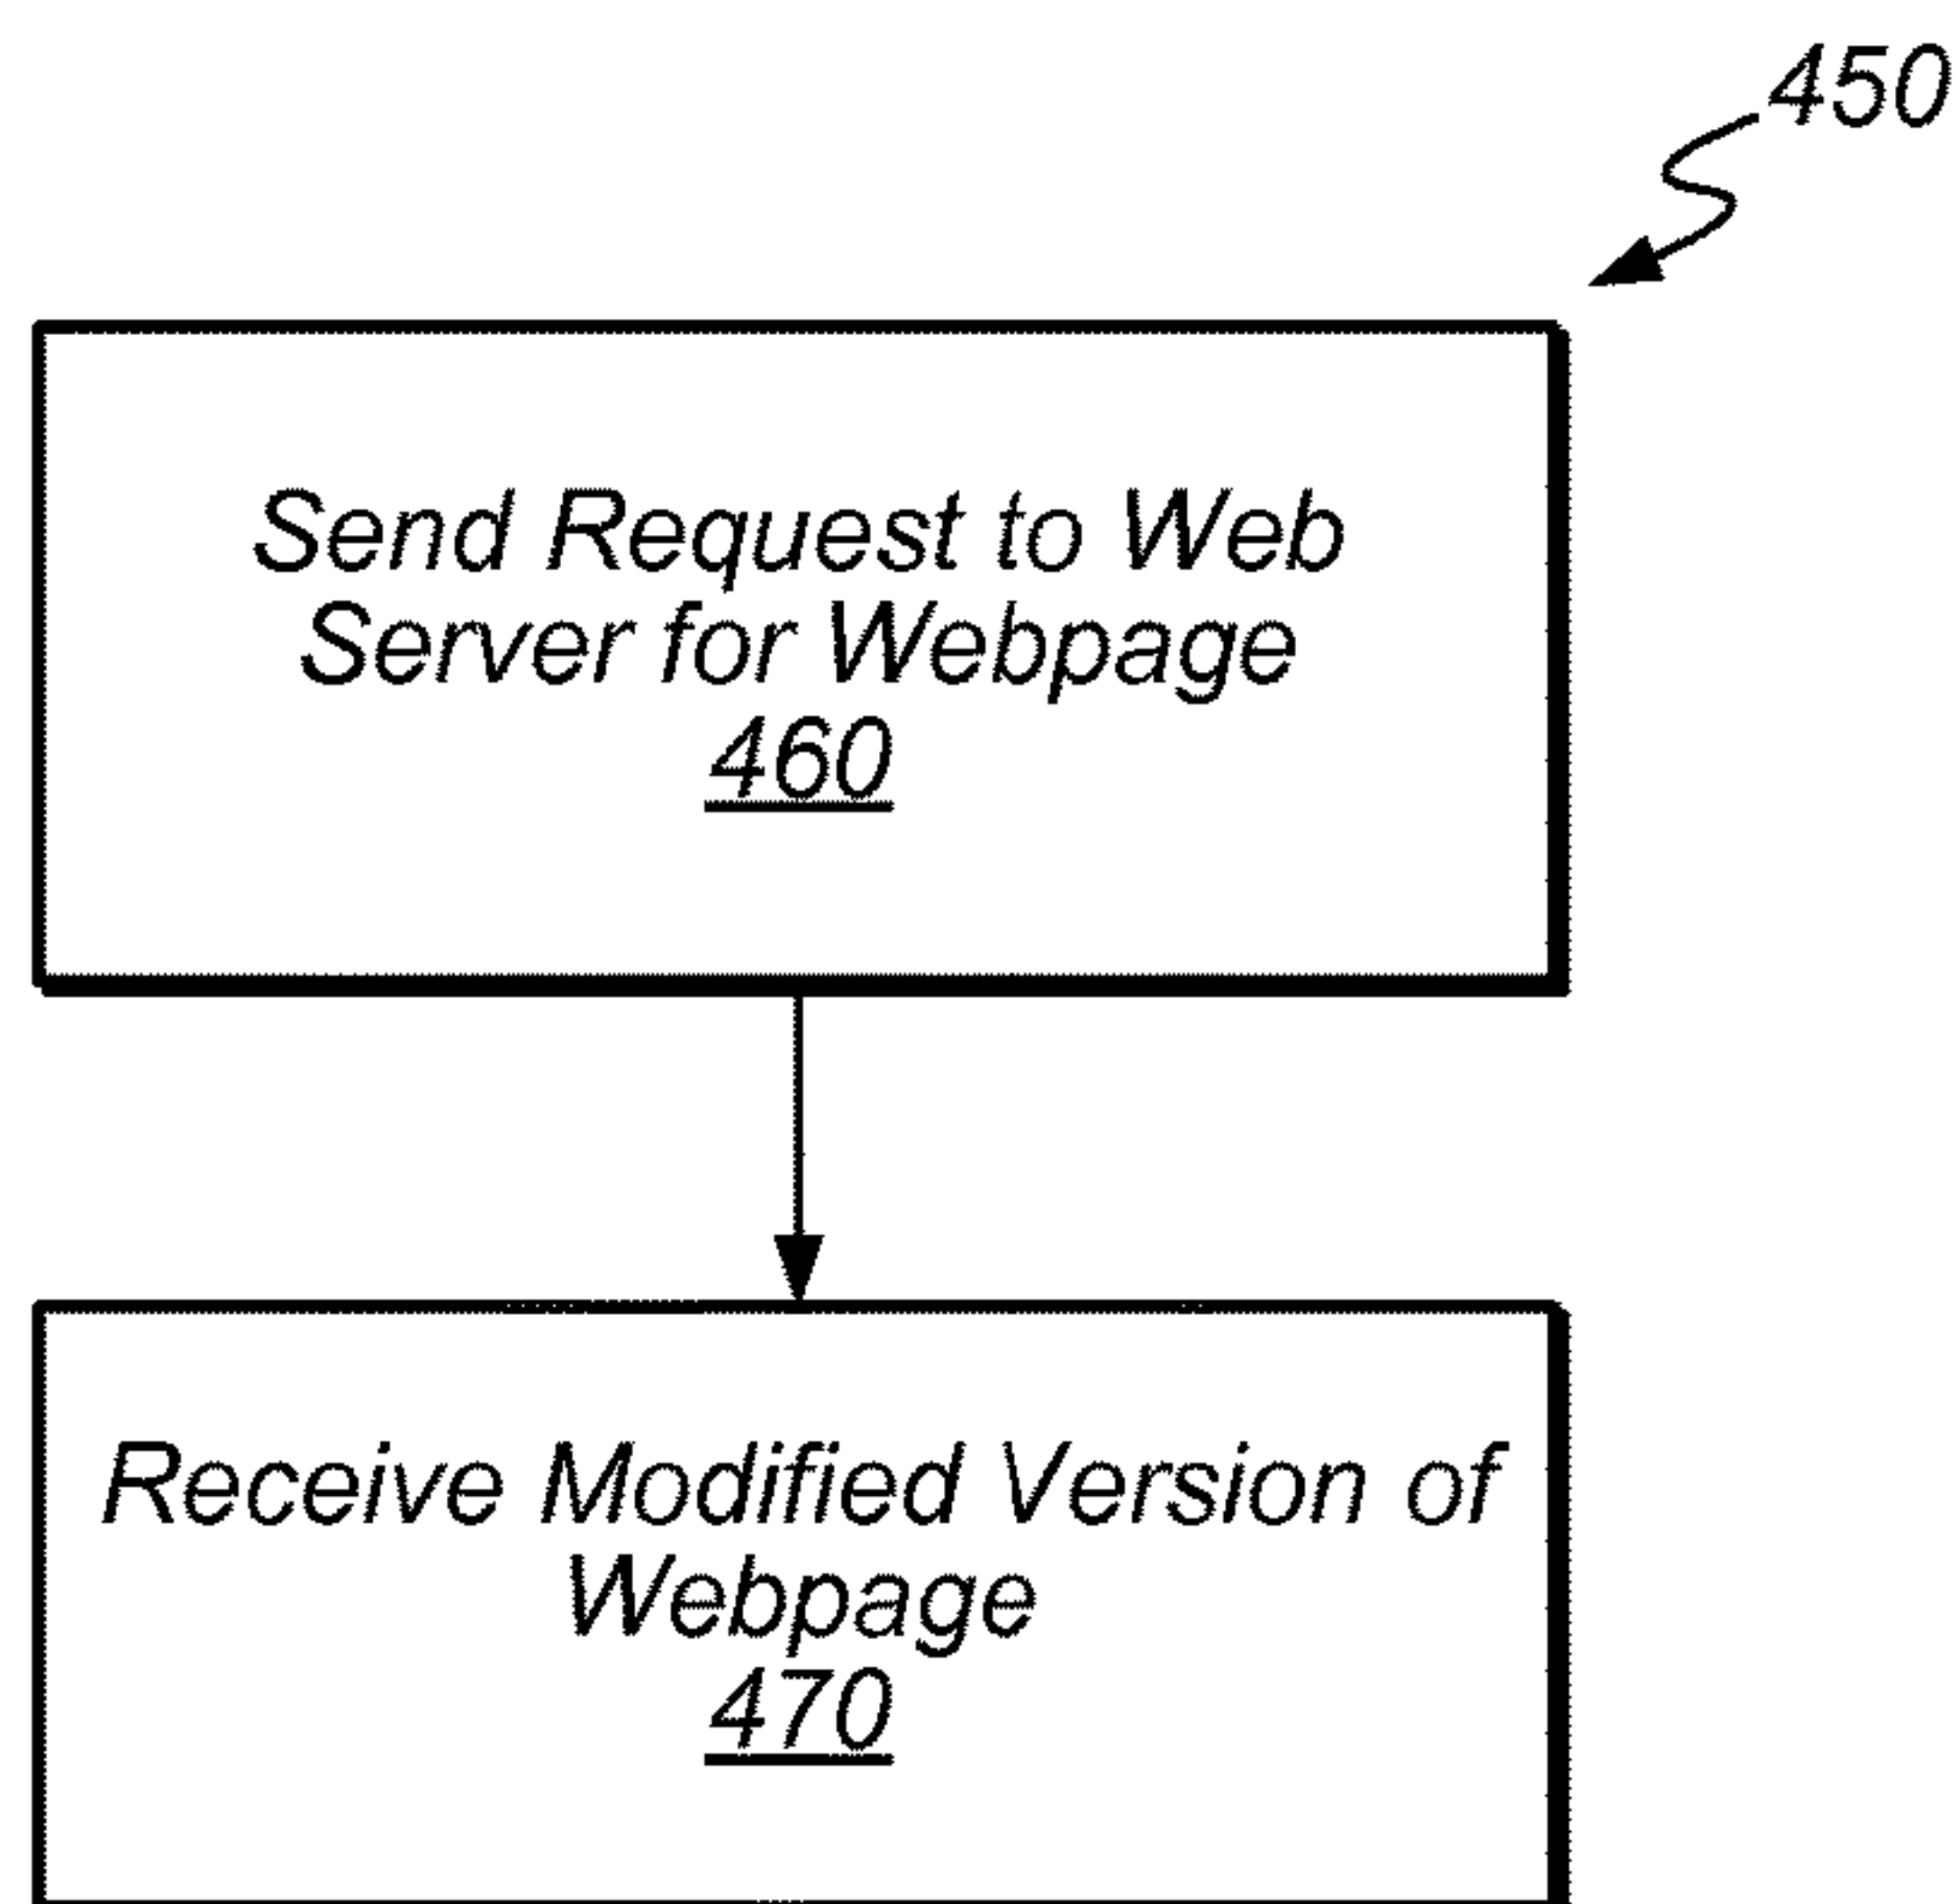 450
Send Request to Web
Server for Webpage
460
Receive Modified Version of
Webpage
470